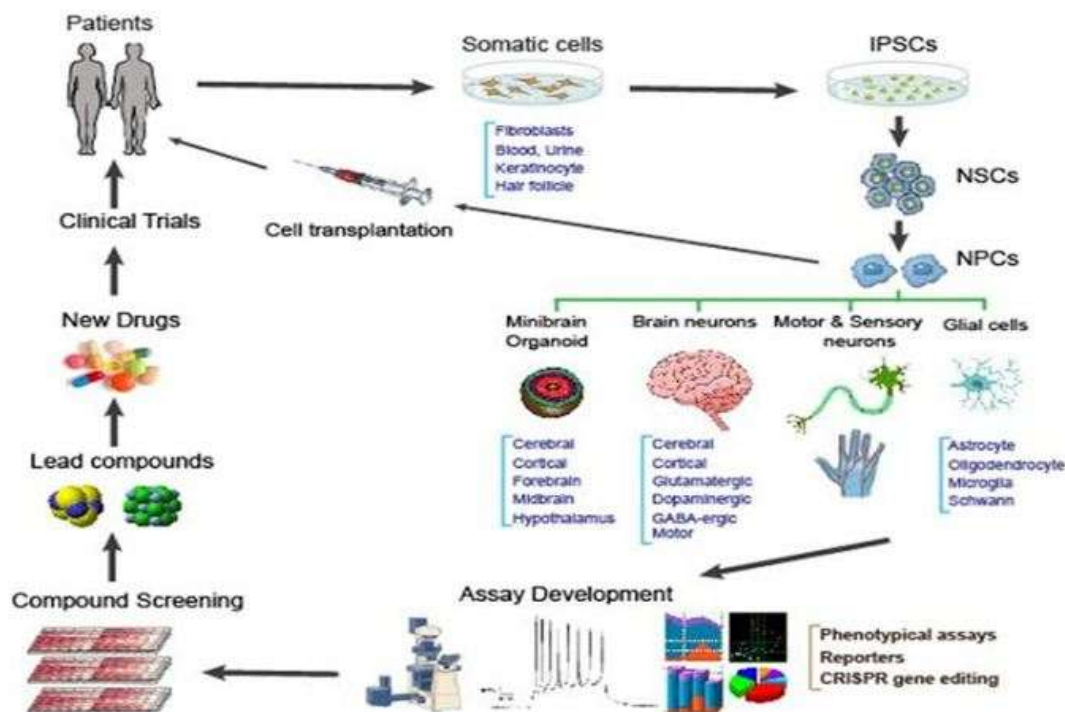 Patients
Somatic cells
IPSCs
Fibroblasts
Blood, Urine
Keratinocyte
Hair follicle
NSCs
Cell transplantation
Clinical Trials
NPCs
New Drugs
Minibrain
Organoid
Brain neurons
Motor & Sensory
neurons
Glial cells
Cerebral
Cortical
Forebrain
Midbrain
Hypothalamus
Cerebral
Cortical
Glutamatergic
Dopaminergic
GABA-ergic
Motor
Astrocyte
Oligodendrocyte
Microglia
Schwann
Lead compounds
Compound Screening
Assay Development
Phenotypical assays
Reporters
CRISPR gene editing